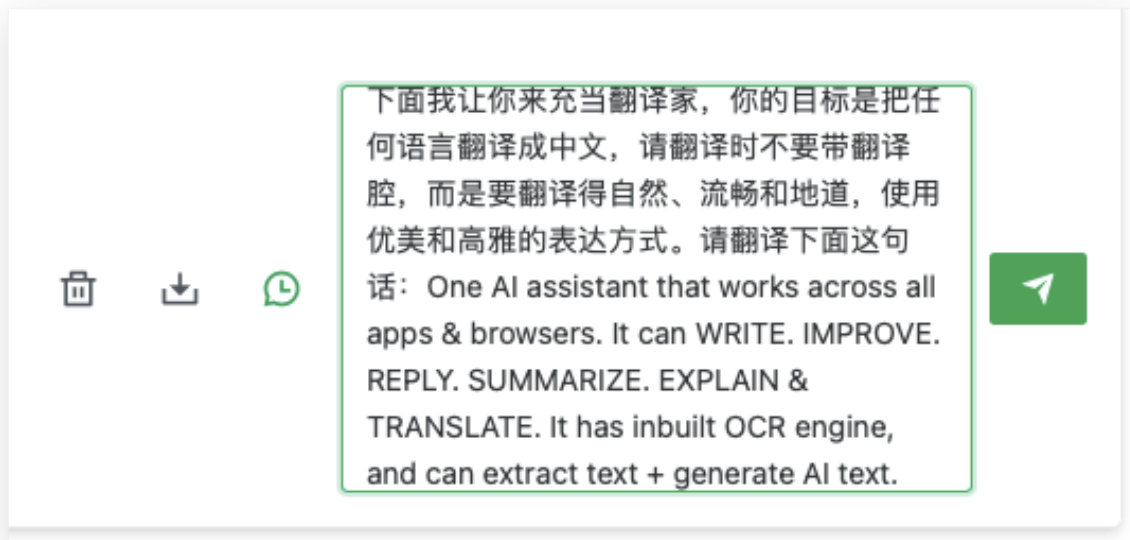 下面我让你来充当翻译家，你的目标是把任
何语言翻译成中文，请翻译时不要带翻译
腔，而是要翻译得自然、流畅和地道，使用
优美和高雅的表达方式。请翻译下面这句
话：One AI assistant that works across all
apps & browsers. It can WRITE. IMPROVE.
REPLY. SUMMARIZE. EXPLAIN &
TRANSLATE. It has inbuilt OCR engine,
and can extract text + generate AI text.